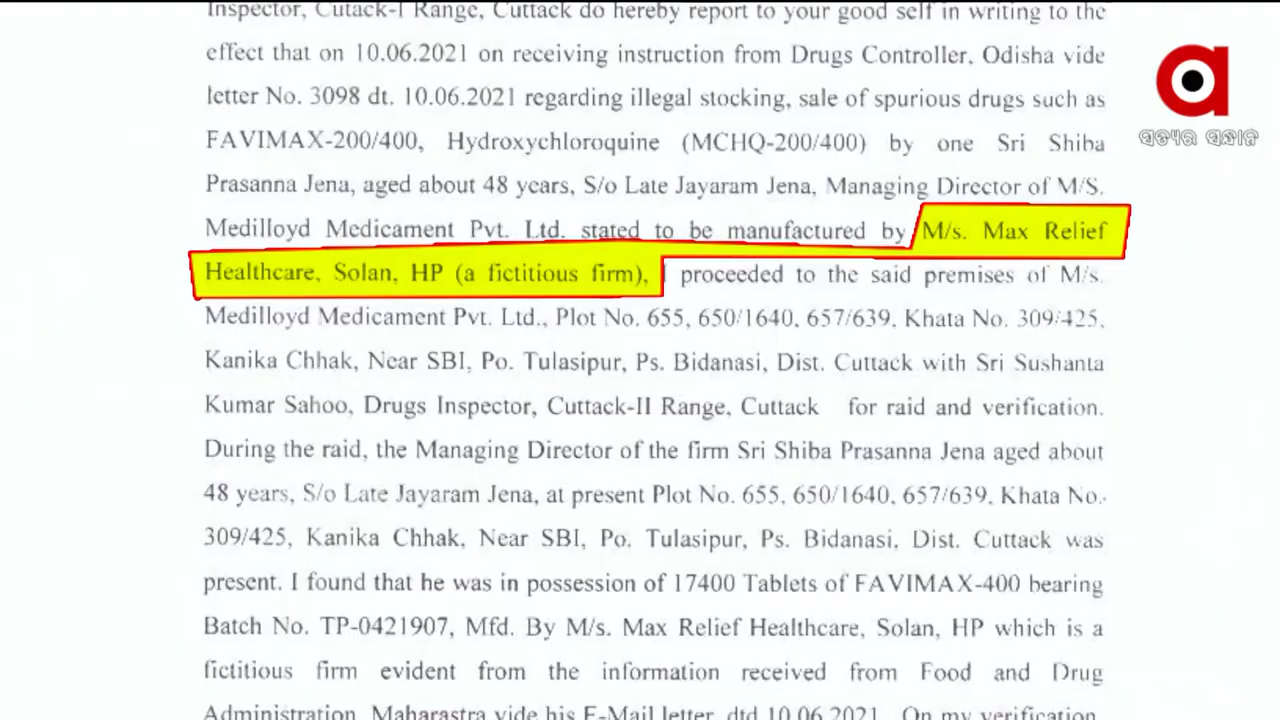 Inspector, Cutack-I Range, Cuttack do hereby report to your good self in writing to the
effect that on 10.06.2021 on receiving instruction from Drugs Controller, Odisha vide
letter No. 3098 dt. 10.06.2021 regarding illegal stocking, sale of spurious drugs such as
FAVIMAX-200/400, Hydroxychloroquine (MCHQ-200/400) by one Sri Shiba
Prasanna Jena, aged about 48 years, S/o Late Jayaram Jena, Managing Director of M/S.
Medilloyd Medicament Pvt. Ltd. stated to be manufactured by M/s. Max Relief
Healthcare, Solan, HP (a fictitious firm), I proceeded to the said premises of M/s.
Medilloyd Medicament Pvt. Ltd., Plot No. 655, 650/1640, 657/639, Khata No. 309/425,
Kanika Chhak, Near SBI, Po. Tulasipur, Ps. Bidanasi, Dist. Cuttack with Sri Sushanta
Kumar Sahoo, Drugs Inspector, Cuttack-II Range, Cuttack for raid and verification.
During the raid, the Managing Director of the firm Sri Shiba Prasanna Jena aged about
48 years, S/o Late Jayaram Jena, at present Plot No. 655, 650/1640, 657/639, Khata No.
309/425, Kanika Chhak, Near SBI, Po. Tulasipur, Ps. Bidanasi, Dist. Cuttack was
present. I found that he was in possession of 17400 Tablets of FAVIMAX-400 bearing
Batch No. TP-0421907, Mfd. By M/s. Max Relief Healthcare, Solan, HP which is a
fictitious firm evident from the information received from Food and Drug
Administration, Maharastra vide his E-Mail letter, dtd 10.06.2021. On my verification,
ସତ୍ୟର ସନ୍ଧାନ